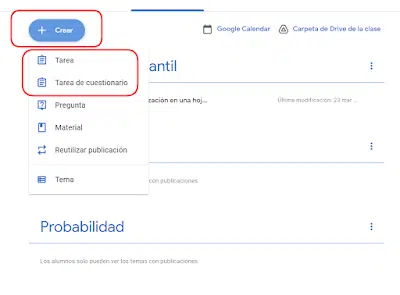 Crear
Google Calendar
Carpeta de Drive de la clase
Tarea
antil
Tarea de cuestionario
Pregunta
ización en una hoj...
Última modificación: 23 mar ...
Material
Reutilizar publicación
Tema
con publicaciones.
Probabilidad
Los alumnos solo pueden ver los temas con publicaciones